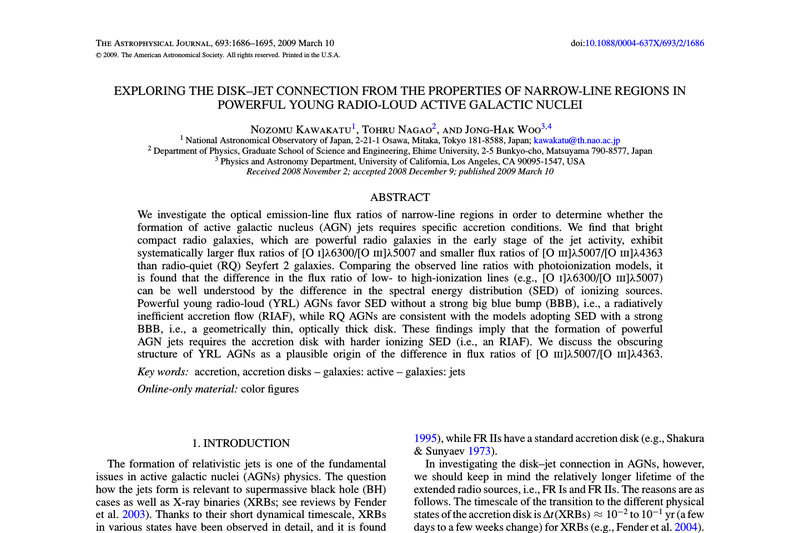 THE ASTROPHYSICAL JOURNAL, 693:1686–1695, 2009 March 10
doi:10.1088/0004-637X/693/2/1686
© 2009. The American Astronomical Society. All rights reserved. Printed in the U.S.A.
EXPLORING THE DISK–JET CONNECTION FROM THE PROPERTIES OF NARROW-LINE REGIONS IN
POWERFUL YOUNG RADIO-LOUD ACTIVE GALACTIC NUCLEI
NOZOMU KAWAKATU1, TOHRU NAGAO2, AND JONG-HAK WOO3,4
1 National Astronomical Observatory of Japan, 2-21-1 Osawa, Mitaka, Tokyo 181-8588, Japan; kawakatu@th.nao.ac.jp
2 Department of Physics, Graduate School of Science and Engineering, Ehime University, 2-5 Bunkyo-cho, Matsuyama 790-8577, Japan
3 Physics and Astronomy Department, University of California, Los Angeles, CA 90095-1547, USA
Received 2008 November 2; accepted 2008 December 9; published 2009 March 10
ABSTRACT
We investigate the optical emission-line flux ratios of narrow-line regions in order to determine whether the
formation of active galactic nucleus (AGN) jets requires specific accretion conditions. We find that bright
compact radio galaxies, which are powerful radio galaxies in the early stage of the jet activity, exhibit
systematically larger flux ratios of [O I]λ6300/[O III]λ5007 and smaller flux ratios of [O III]λ5007/[O III]λ4363
than radio-quiet (RQ) Seyfert 2 galaxies. Comparing the observed line ratios with photoionization models, it
is found that the difference in the flux ratio of low- to high-ionization lines (e.g., [O I]λ6300/[O III]λ5007)
can be well understood by the difference in the spectral energy distribution (SED) of ionizing sources.
Powerful young radio-loud (YRL) AGNs favor SED without a strong big blue bump (BBB), i.e., a radiatively
inefficient accretion flow (RIAF), while RQ AGNs are consistent with the models adopting SED with a strong
BBB, i.e., a geometrically thin, optically thick disk. These findings imply that the formation of powerful
AGN jets requires the accretion disk with harder ionizing SED (i.e., an RIAF). We discuss the obscuring
structure of YRL AGNs as a plausible origin of the difference in flux ratios of [O III]λ5007/[O III]λ4363.
Key words: accretion, accretion disks – galaxies: active – galaxies: jets
Online-only material: color figures
1. INTRODUCTION
The formation of relativistic jets is one of the fundamental
issues in active galactic nuclei (AGNs) physics. The question
how the jets form is relevant to supermassive black hole (BH)
cases as well as X-ray binaries (XRBs; see reviews by Fender
et al. 2003). Thanks to their short dynamical timescale, XRBs
in various states have been observed in detail, and it is found
1995), while FR IIs have a standard accretion disk (e.g., Shakura
& Sunyaev 1973).
In investigating the disk–jet connection in AGNs, however,
we should keep in mind the relatively longer lifetime of the
extended radio sources, i.e., FR Is and FR IIs. The reasons are as
follows. The timescale of the transition to the different physical
states of the accretion disk is Δt(XRBs) ≈ 10−2 to 10−1 yr (a few
days to a few weeks change) for XRBs (e.g., Fender et al. 2004).